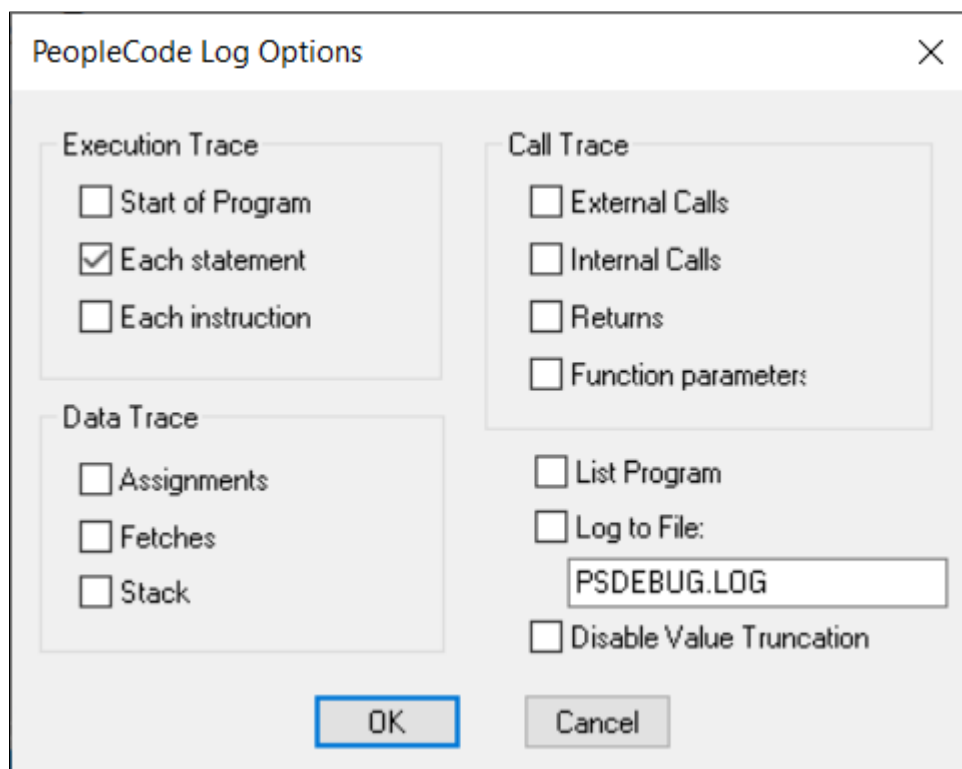 PeopleCode Log Options
Execution Trace
Start of Program
Each statement
Each instruction
Data Trace
Assignments
Fetches
Stack
Call Trace
External Calls
Internal Calls
Returns
Function parameters
List Program
Log to File:
PSDEBUG.LOG
Disable Value Truncation
OK
Cancel